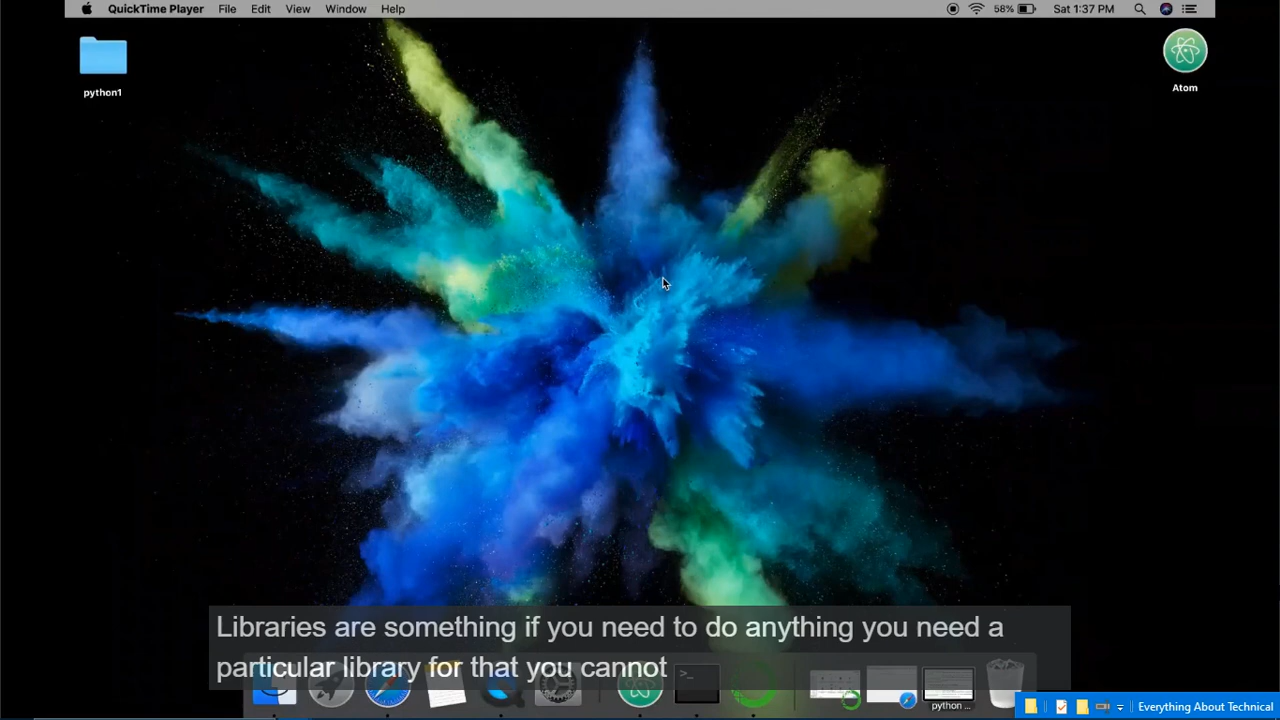 QuickTime Player File Edit View Window Help 58% Sat 1:37 PM
python1
Atom
Libraries are something if you need to do anything you need a
particular library for that you cannot
python ...
Everything About Technical